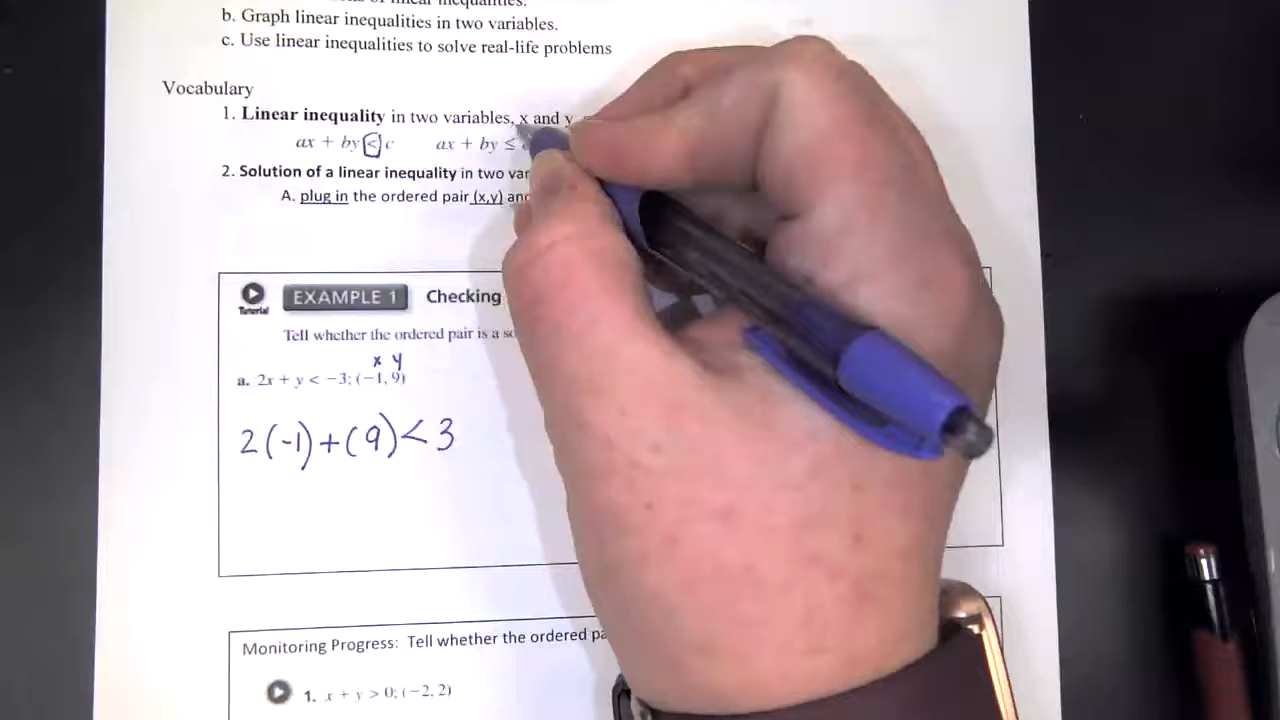 b. Graph linear inequalities in two variables.
c. Use linear inequalities to solve real-life problems
Vocabulary
1. Linear inequality in two variables, x and y
ax + by < c ax + by ≤
2. Solution of a linear inequality in two
A. plug in the ordered pair (x,y)
EXAMPLE 1 Checking
Tutorial
Tell whether the ordered pair is a
x y
a. 2x + y < −3; (−1, 9)
2(-1)+(9)<3
Monitoring Progress: Tell whether the ordered
1. x + y > 0; (−2, 2)